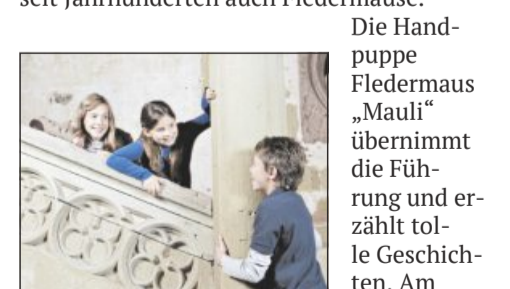 seit Jahrhunderten auch Fledermäuse.
Die Hand-
puppe
Fledermaus
„Mauli“
übernimmt
die Füh-
rung und er-
zählt tol-
le Geschich-
ten. Am